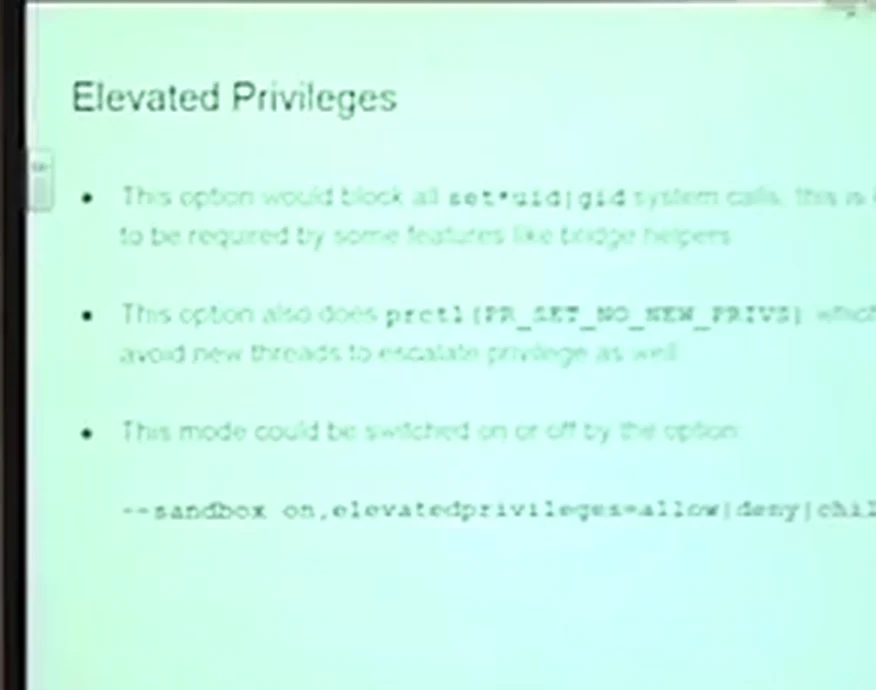 Elevated Privileges
• This option would block all set*uid|gid system calls, this is
to be required by some features like bridge helpers
• This option also does prctl(PR_SET_NO_NEW_PRIVS) which
avoid new threads to escalate privilege as well
• This mode could be switched on or off by the option
--sandbox on,elevatedprivileges=allow|deny|chil